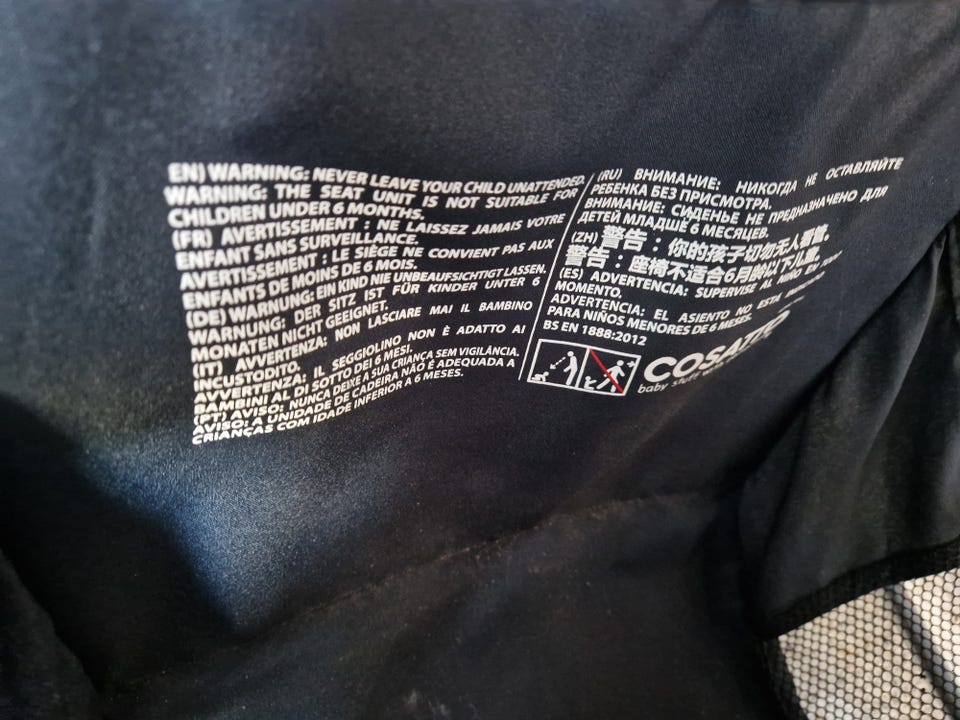 EN) WARNING: NEVER LEAVE YOUR CHILD UNATTENDED.
WARNING: THE SEAT UNIT IS NOT SUITABLE FOR
CHILDREN UNDER 6 MONTHS.
(FR) AVERTISSEMENT : NE LAISSEZ JAMAIS VOTRE
ENFANT SANS SURVEILLANCE.
AVERTISSEMENT : LE SIÈGE NE CONVIENT PAS AUX
ENFANTS DE MOINS DE 6 MOIS.
(DE) WARNUNG: EIN KIND NIE UNBEAUFSICHTIGT LASSEN.
WARNUNG: DER SITZ IST FÜR KINDER UNTER 6
MONATEN NICHT GEEIGNET.
(IT) AVVERTENZA: NON LASCIARE MAI IL BAMBINO
INCUSTODITO.
AVVERTENZA: IL SEGGIOLINO NON È ADATTO AI
BAMBINI AL DI SOTTO DEI 6 MESI.
(PT) AVISO: NUNCA DEIXE A SUA CRIANÇA SEM VIGILÂNCIA.
AVISO: A UNIDADE DE CADEIRA NÃO É ADEQUADA A
CRIANÇAS COM IDADE INFERIOR A 6 MESES.
(RU) ВНИМАНИЕ: НИКОГДА НЕ ОСТАВЛЯЙТЕ
РЕБЕНКА БЕЗ ПРИСМОТРА.
ВНИМАНИЕ: СИДЕНЬЕ НЕ ПРЕДНАЗНАЧЕНО ДЛЯ
ДЕТЕЙ МЛАДШЕ 6 МЕСЯЦЕВ.
(ZH) 警告：你的孩子切勿无人看管。
警告：座椅不适合6月龄以下儿童。
(ES) ADVERTENCIA: SUPERVISE AL NIÑO EN TODO
MOMENTO.
ADVERTENCIA: EL ASIENTO NO ESTÁ
PARA NIÑOS MENORES DE 6 MESES.
BS EN 1888:2012
COSATTO
baby stuff